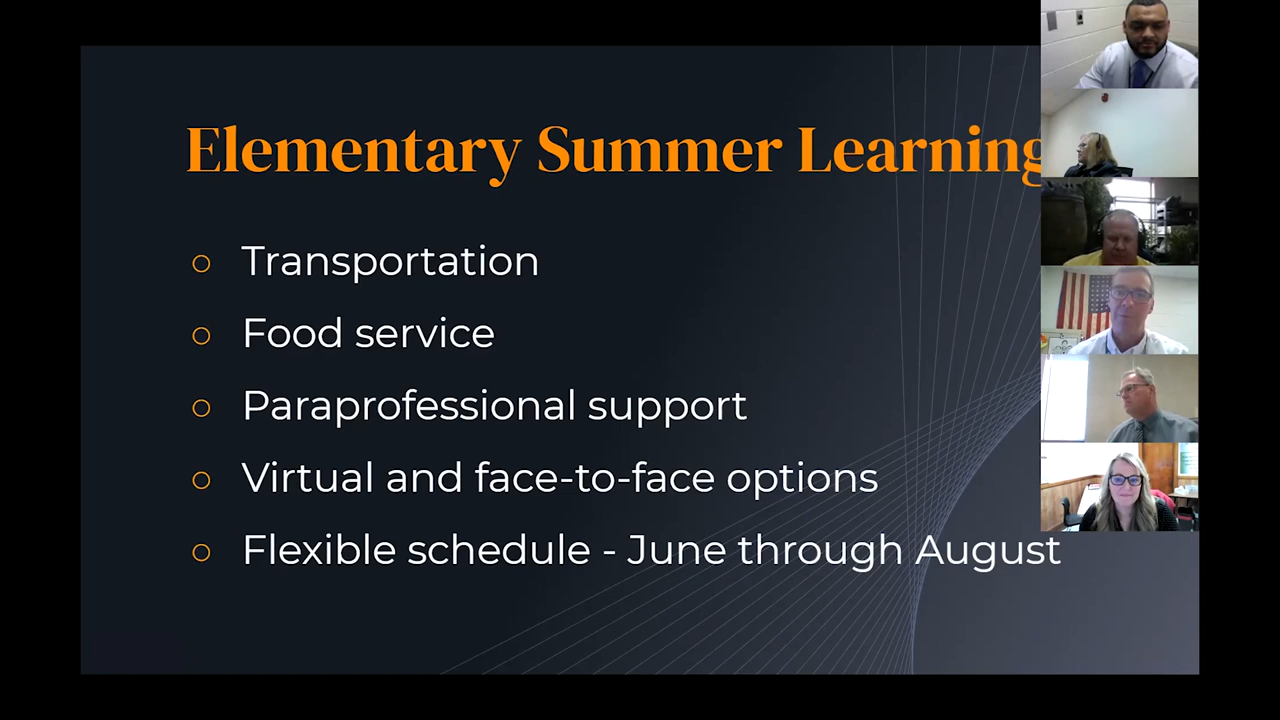 Elementary Summer Learning
Transportation
Food service
Paraprofessional support
Virtual and face-to-face options
Flexible schedule - June through August